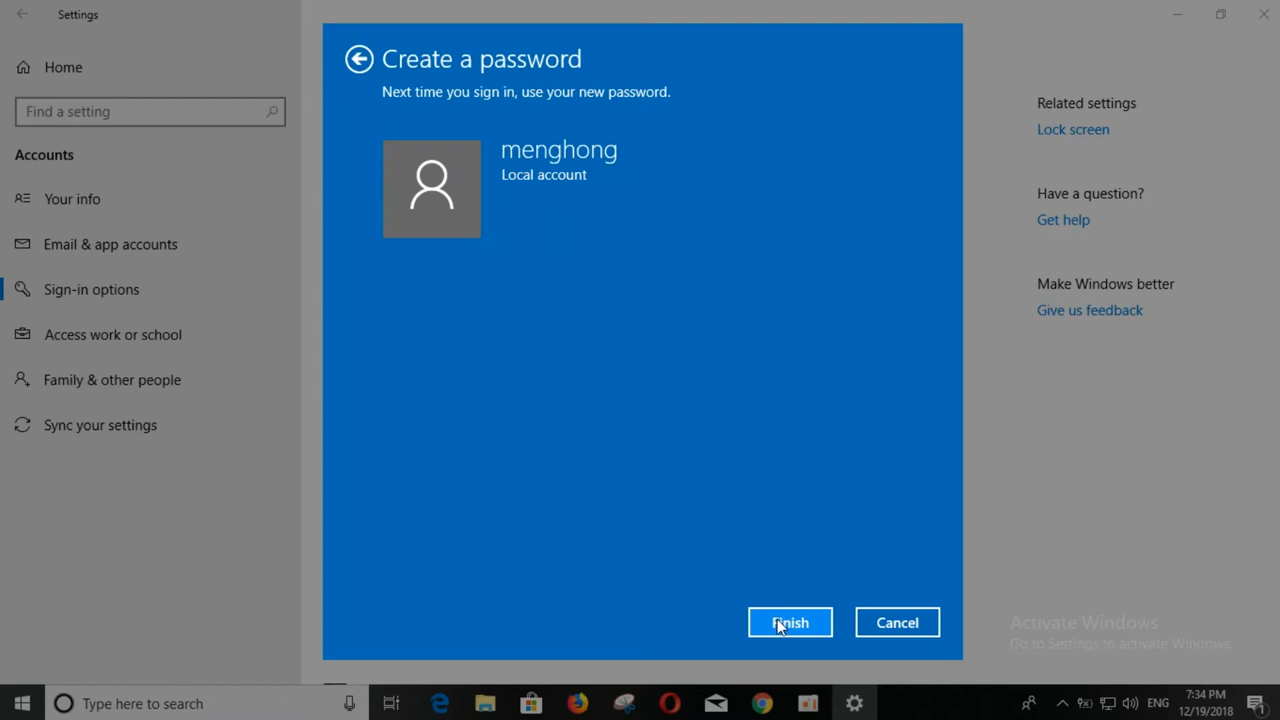 Settings
Home
Find a setting
Accounts
Your info
Email & app accounts
Sign-in options
Access work or school
Family & other people
Sync your settings
Create a password
Next time you sign in, use your new password.
menghong
Local account
Finish
Cancel
Related settings
Lock screen
Have a question?
Get help
Make Windows better
Give us feedback
Activate Windows
Go to Settings to activate Windows.
Type here to search
ENG
7:34 PM
12/19/2018
1